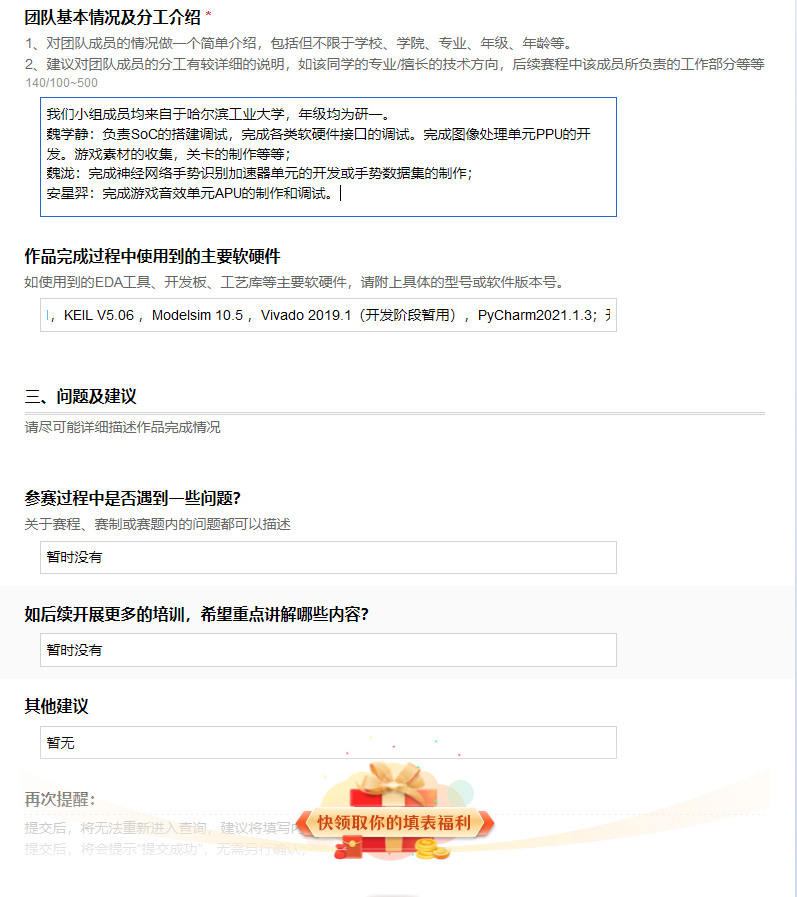 团队基本情况及分工介绍 *
1、对团队成员的情况做一个简单介绍，包括但不限于学校、学院、专业、年级、年龄等。
2、建议对团队成员的分工有较详细的说明，如该同学的专业/擅长的技术方向，后续赛程中该成员所负责的工作部分等等
140/100~500
我们小组成员均来自于哈尔滨工业大学，年级均为研一。
魏学静：负责SoC的搭建调试，完成各类软硬件接口的调试。完成图像处理单元PPU的开
发。游戏素材的收集，关卡的制作等等；
魏泷：完成神经网络手势识别加速器单元的开发或手势数据集的制作；
安星羿：完成游戏音效单元APU的制作和调试。
作品完成过程中使用到的主要软硬件
如使用到的EDA工具、开发板、工艺库等主要软硬件，请附上具体的型号或软件版本号。
，KEIL V5.06 ，Modelsim 10.5 ，Vivado 2019.1（开发阶段暂用），PyCharm2021.1.3；
三、问题及建议
请尽可能详细描述作品完成情况
参赛过程中是否遇到一些问题?
关于赛程、赛制或赛题内的问题都可以描述
暂时没有
如后续开展更多的培训，希望重点讲解哪些内容?
暂时没有
其他建议
暂无
再次提醒：
快领取你的填表福利
提交后，将无法重新进入查询，建议将填写
提交后，将会提示“提交成功”，无需另行确认，